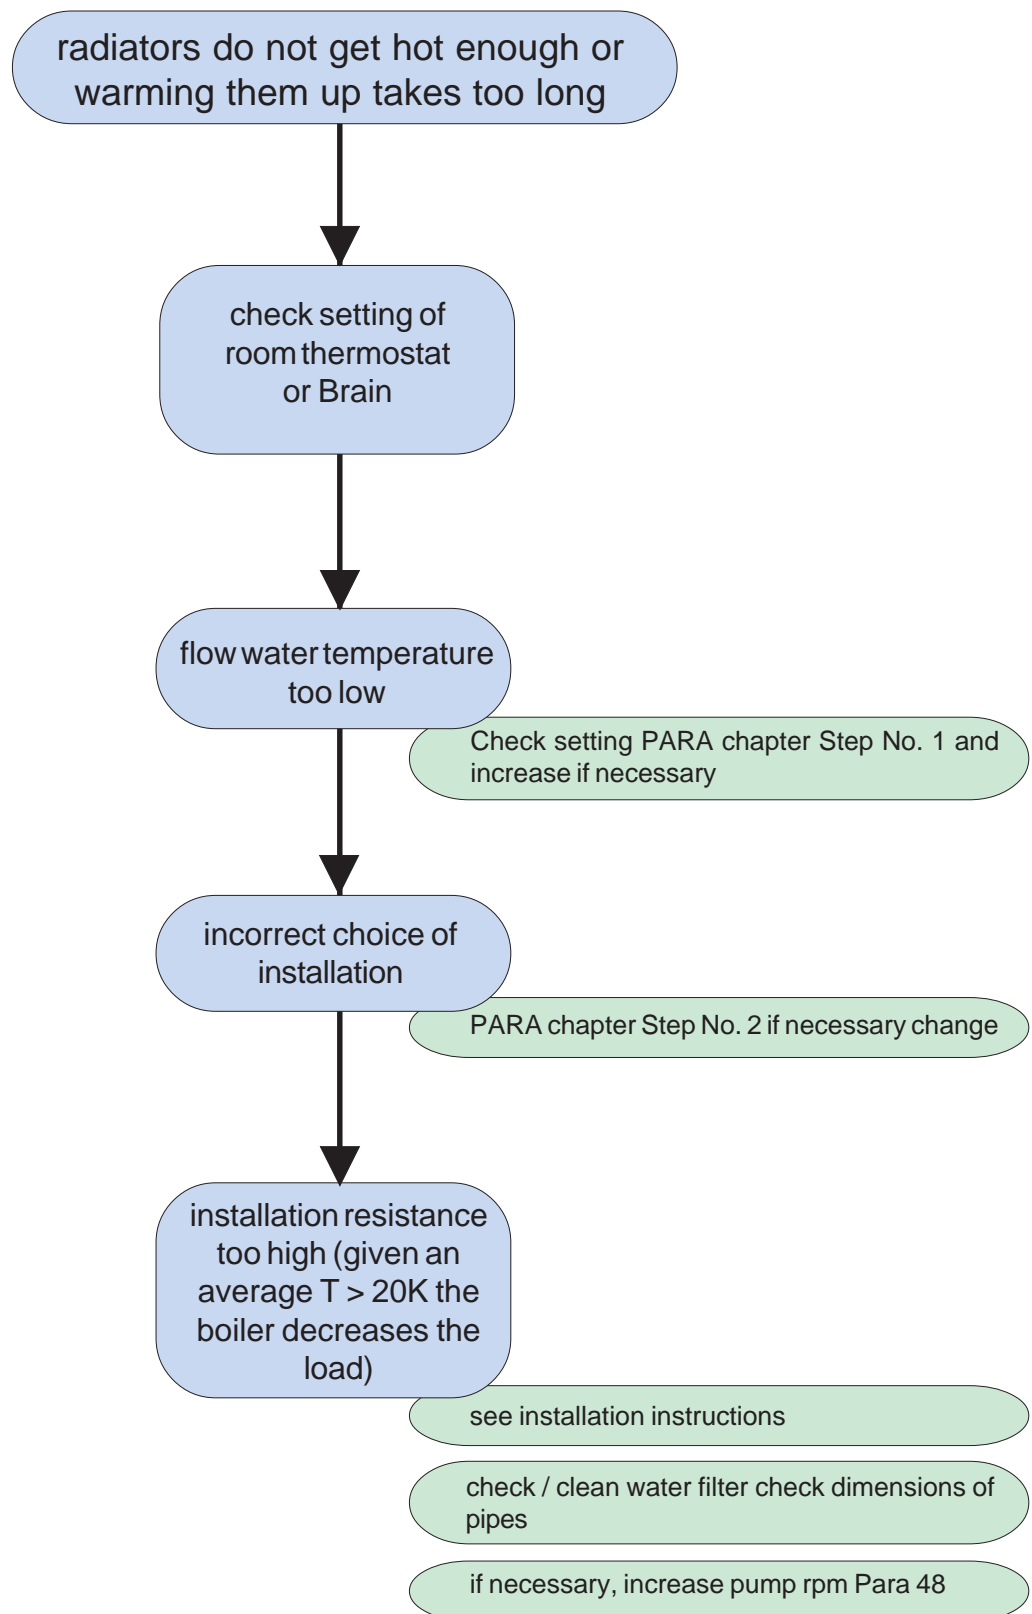 radiators do not get hot enough or
warming them up takes too long
check setting of
room thermostat
or Brain
flow water temperature
too low
Check setting PARA chapter Step No. 1 and
increase if necessary
incorrect choice of
installation
PARA chapter Step No. 2 if necessary change
installation resistance
too high (given an
average T > 20K the
boiler decreases the
load)
see installation instructions
check / clean water filter check dimensions of
pipes
if necessary, increase pump rpm Para 48